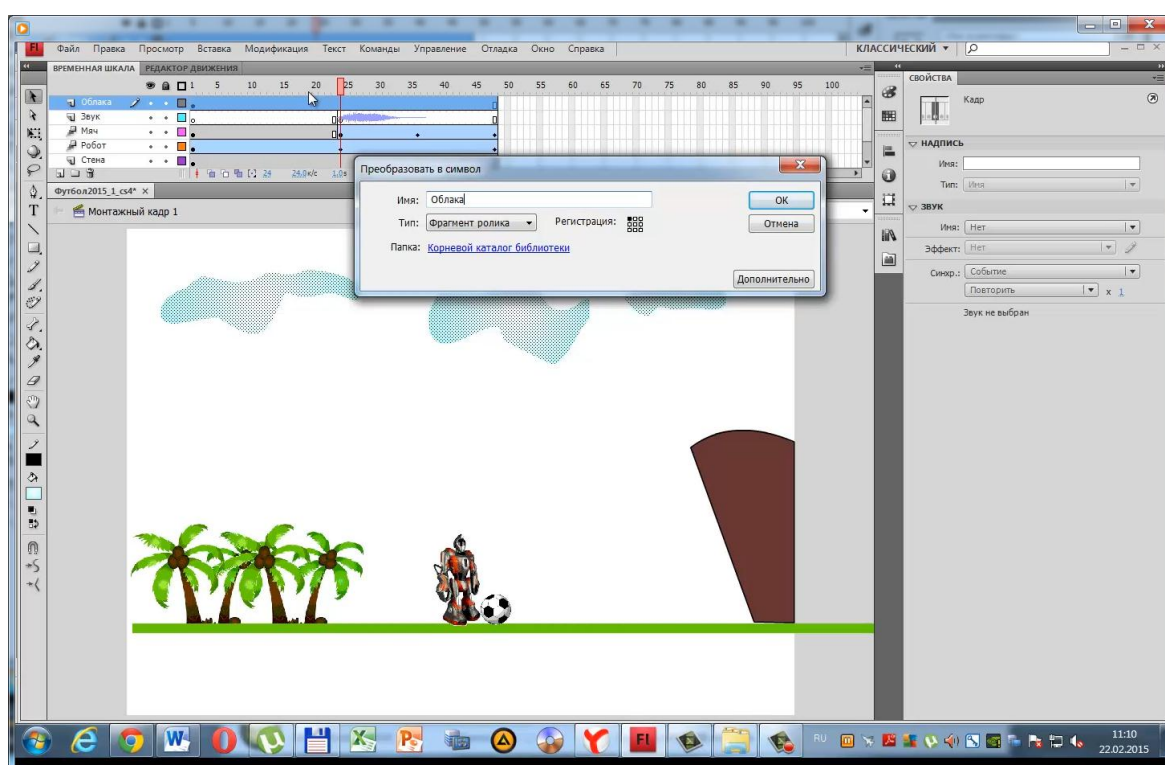 Fl Файл Правка Просмотр Вставка Модификация Текст Команды Управление Отладка Окно Справка КЛАССИЧЕСКИЙ
ВРЕМЕННАЯ ШКАЛА РЕДАКТОР ДВИЖЕНИЯ
1 5 10 15 20 25 30 35 40 45 50 55 60 65 70 75 80 85 90 95 100
Облака
Звук
Мяч
Робот
Стена
24 24,0к/с 1,0s
Футбол2015_1_cs4* ×
Монтажный кадр 1
Преобразовать в символ
Имя: Облака
OK
Тип: Фрагмент ролика Регистрация:
Отмена
Папка: Корневой каталог библиотеки
Дополнительно
СВОЙСТВА
Кадр
НАДПИСЬ
Имя:
Тип: Имя
ЗВУК
Имя: Нет
Эффект: Нет
Синхр.: Событие
Повторить x 1
Звук не выбран
T
RU
11:10
22.02.2015